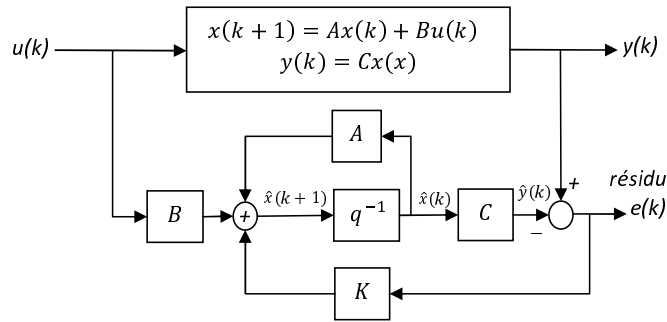 x(k + 1) = Ax(k) + Bu(k)
y(k) = Cx(x)
u(k)
y(k)
A
résidu
+
x̂(k + 1)
x̂(k)
ŷ(k)
B
+
q⁻¹
C
−
e(k)
K